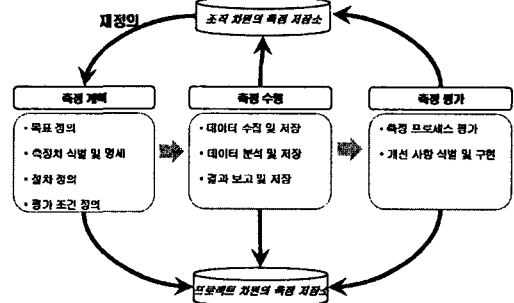 재정의
조직 차원의 측정 저장소
측정 계획
측정 수행
측정 평가
• 목표 정의
• 측정치 식별 및 명세
• 절차 정의
• 평가 조건 정의
• 데이터 수집 및 저장
• 데이터 분석 및 저장
• 결과 보고 및 저장
• 측정 프로세스 평가
• 개선 사항 식별 및 구현
프로젝트 차원의 측정 저장소